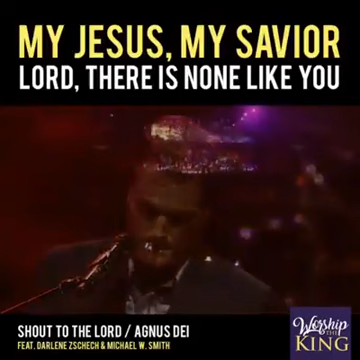 MY JESUS, MY SAVIOR
LORD, THERE IS NONE LIKE YOU
SHOUT TO THE LORD / AGNUS DEI
FEAT. DARLENE ZSCHECH & MICHAEL W. SMITH
Worship
THE
KING